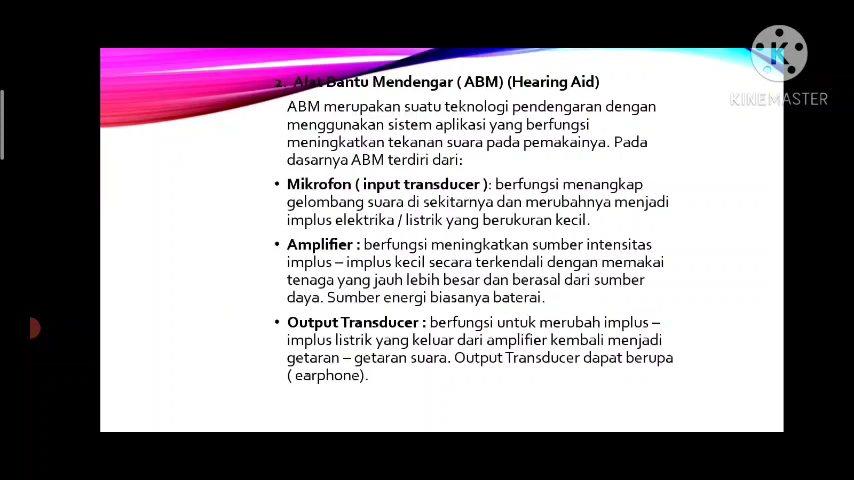 K
KINEMASTER
2. Alat Bantu Mendengar ( ABM) (Hearing Aid)
ABM merupakan suatu teknologi pendengaran dengan
menggunakan sistem aplikasi yang berfungsi
meningkatkan tekanan suara pada pemakainya. Pada
dasarnya ABM terdiri dari:
• Mikrofon ( input transducer ): berfungsi menangkap
gelombang suara di sekitarnya dan merubahnya menjadi
implus elektrika / listrik yang berukuran kecil.
• Amplifier : berfungsi meningkatkan sumber intensitas
implus – implus kecil secara terkendali dengan memakai
tenaga yang jauh lebih besar dan berasal dari sumber
daya. Sumber energi biasanya baterai.
• Output Transducer : berfungsi untuk merubah implus –
implus listrik yang keluar dari amplifier kembali menjadi
getaran – getaran suara. Output Transducer dapat berupa
( earphone).